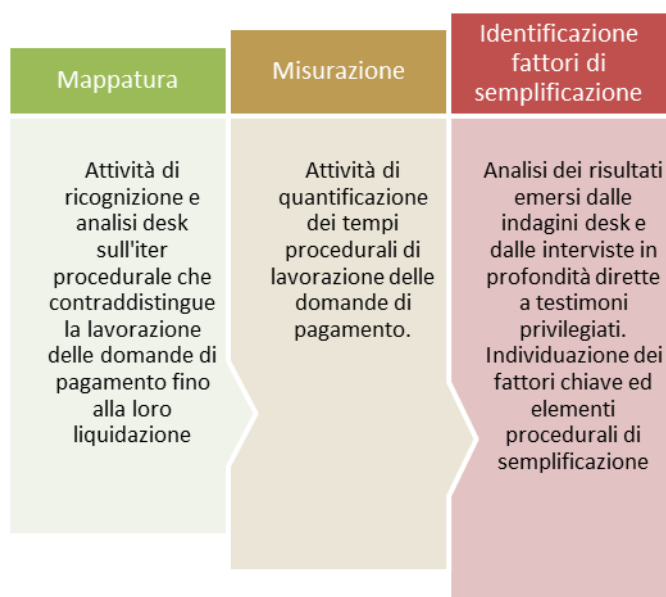 Mappatura
Attività di
ricognizione e
analisi desk
sull'iter
procedurale che
contraddistingue
la lavorazione
delle domande di
pagamento fino
alla loro
liquidazione
Misurazione
Attività di
quantificazione
dei tempi
procedurali di
lavorazione delle
domande di
pagamento.
Identificazione
fattori di
semplificazione
Analisi dei risultati
emersi dalle
indagini desk e
dalle interviste in
profondità dirette
a testimoni
privilegiati.
Individuazione dei
fattori chiave ed
elementi
procedurali di
semplificazione